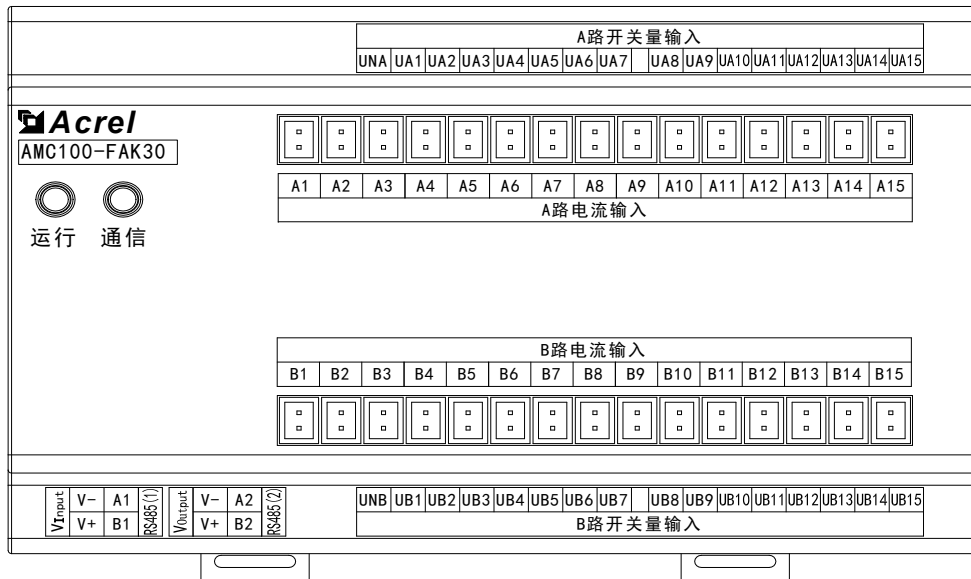 A路开关量输入
UNA UA1 UA2 UA3 UA4 UA5 UA6 UA7 UA8 UA9 UA10 UA11 UA12 UA13 UA14 UA15
Acrel
AMC100-FAK30
运行 通信
A1 A2 A3 A4 A5 A6 A7 A8 A9 A10 A11 A12 A13 A14 A15
A路电流输入
B路电流输入
B1 B2 B3 B4 B5 B6 B7 B8 B9 B10 B11 B12 B13 B14 B15
VInput V- A1 RS485(1) VOutput V- A2 RS485(2)
V+ B1 V+ B2
UNB UB1 UB2 UB3 UB4 UB5 UB6 UB7 UB8 UB9 UB10 UB11 UB12 UB13 UB14 UB15
B路开关量输入